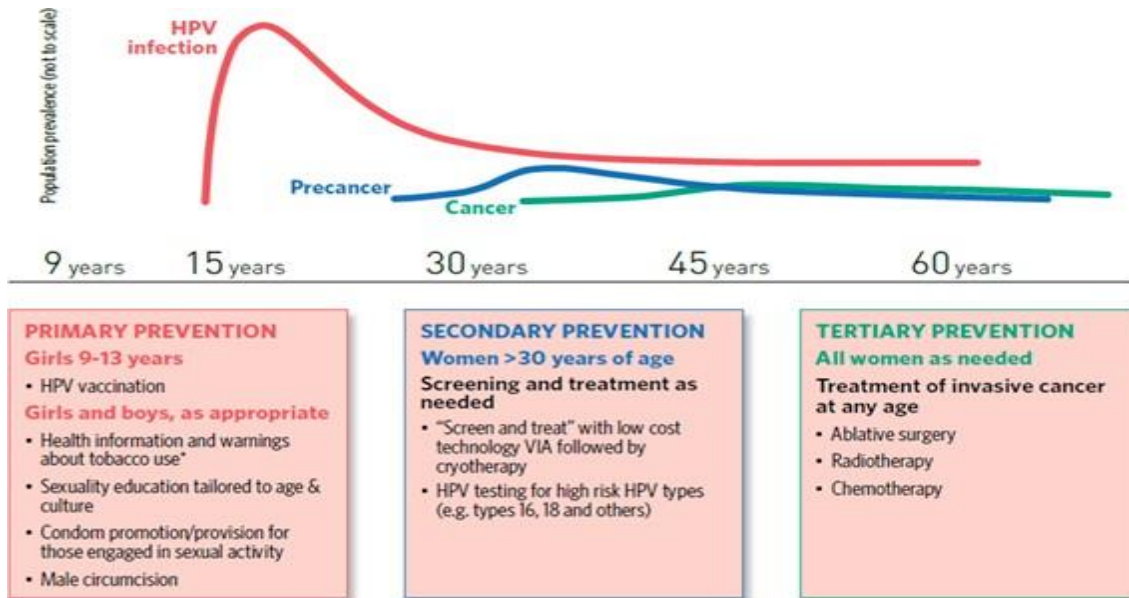 Population prevalence (not to scale)
HPV
infection
Precancer
Cancer
9 years
15 years
30 years
45 years
60 years
PRIMARY PREVENTION
Girls 9-13 years
• HPV vaccination
Girls and boys, as appropriate
• Health information and warnings
about tobacco use*
• Sexuality education tailored to age &
culture
• Condom promotion/provision for
those engaged in sexual activity
• Male circumcision
SECONDARY PREVENTION
Women >30 years of age
Screening and treatment as
needed
• “Screen and treat” with low cost
technology VIA followed by
cryotherapy
• HPV testing for high risk HPV types
(e.g. types 16, 18 and others)
TERTIARY PREVENTION
All women as needed
Treatment of invasive cancer
at any age
• Ablative surgery
• Radiotherapy
• Chemotherapy